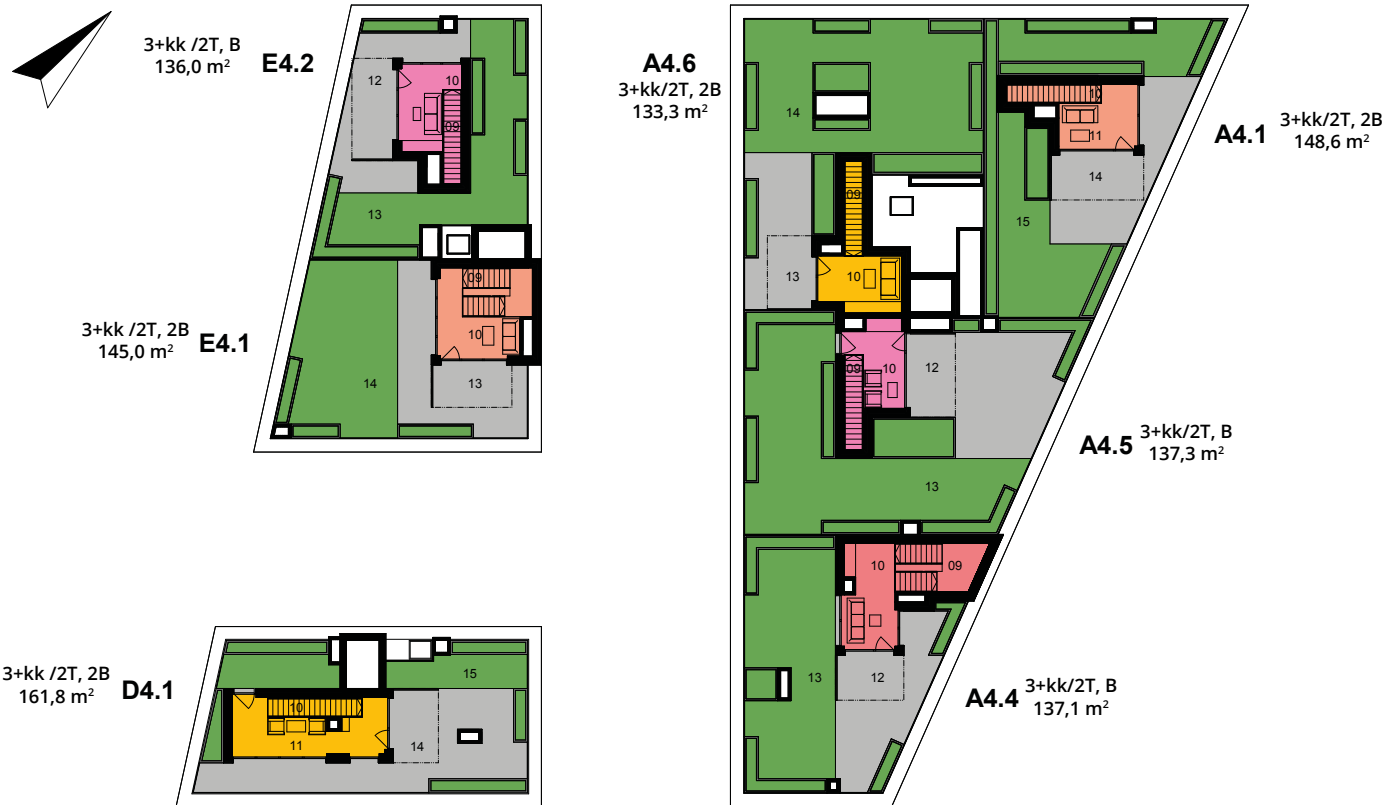 3+kk /2T, B
136,0 m²
E4.2
12
10
09
13
3+kk /2T, 2B
145,0 m²
E4.1
09
10
13
14
3+kk /2T, 2B
161,8 m²
D4.1
15
10
11
14
A4.6
3+kk/2T, 2B
133,3 m²
14
09
10
13
A4.1
3+kk/2T, 2B
148,6 m²
10
11
14
15
A4.5
3+kk/2T, B
137,3 m²
09
10
12
13
A4.4
3+kk/2T, B
137,1 m²
10
09
13
12